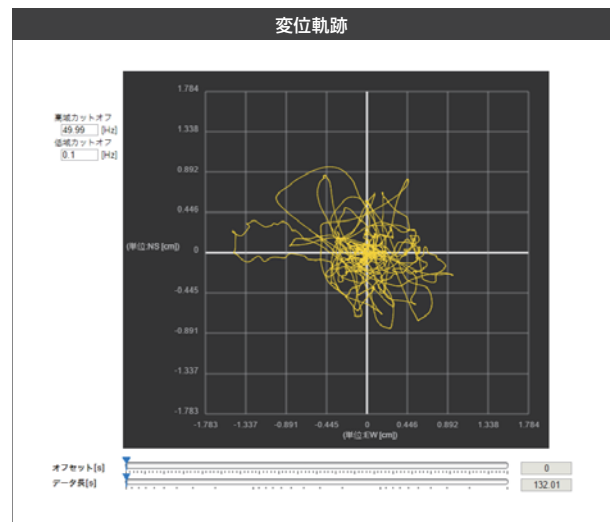 変位軌跡
高域カットオフ
49.99 [Hz]
低域カットオフ
0.1 [Hz]
1.784
1.338
0.892
0.446
(単位:NS [cm])
0
-0.445
-0.891
-1.337
-1.783
-1.783 -1.337 -0.891 -0.445 0 0.446 0.892 1.338 1.784
(単位:EW [cm])
オフセット[s] 0
データ長[s] 132.01